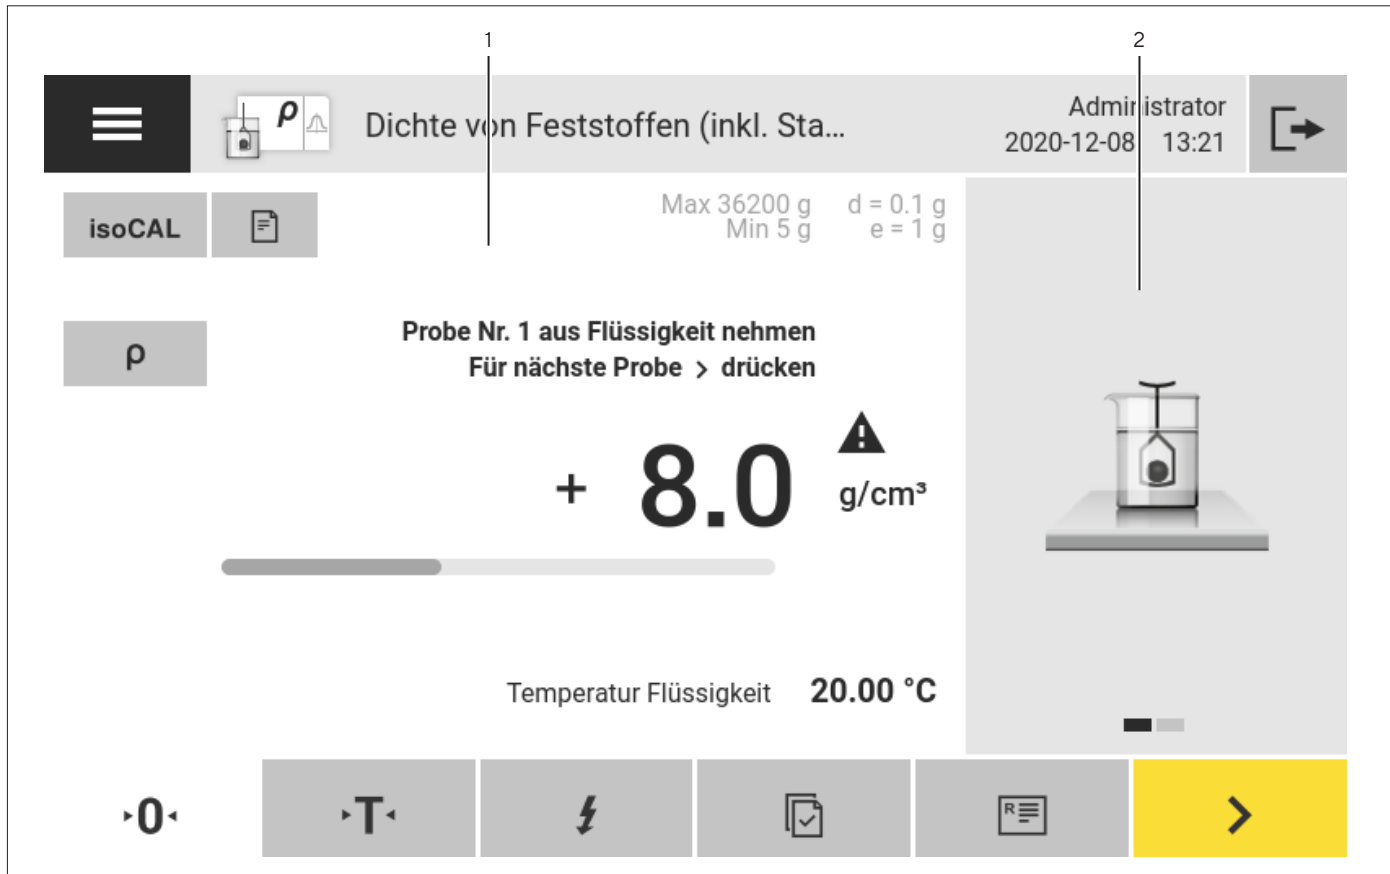 1
2
ρ
Dichte von Feststoffen (inkl. Sta...
Administrator
2020-12-08 13:21
isoCAL
Max 36200 g d = 0.1 g
Min 5 g e = 1 g
ρ
Probe Nr. 1 aus Flüssigkeit nehmen
Für nächste Probe > drücken
+ 8.0
g/cm³
Temperatur Flüssigkeit 20.00 °C
0
T
R
>